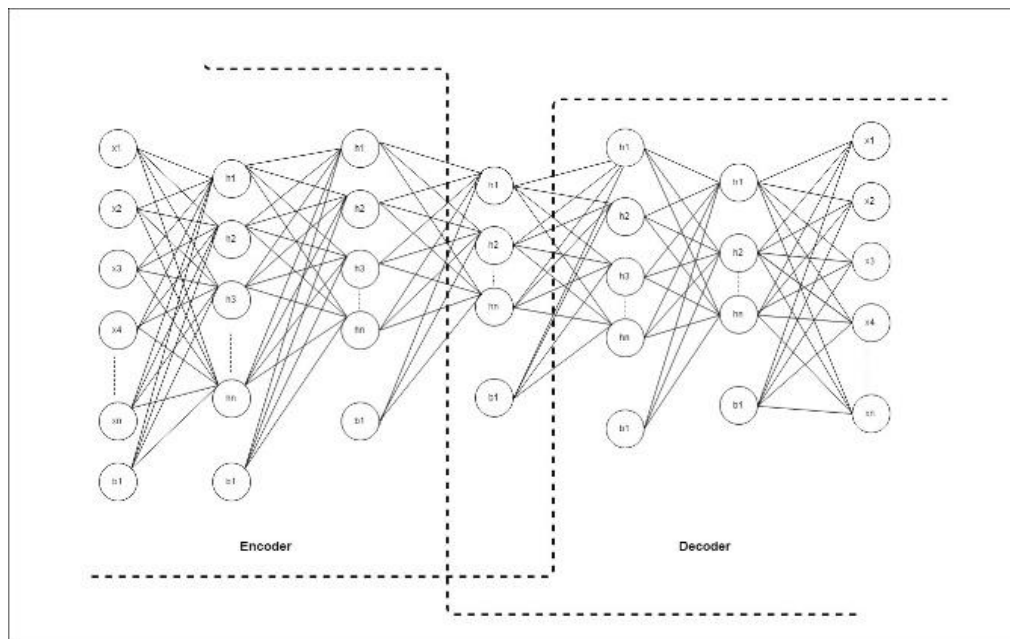 x1
x2
x3
x4
xn
b1
h1
h2
h3
hn
b1
h1
h2
h3
hn
b1
h1
h2
hn
b1
h1
h2
h3
hn
b1
h1
h2
hn
b1
x1
x2
x3
x4
xn
Encoder
Decoder